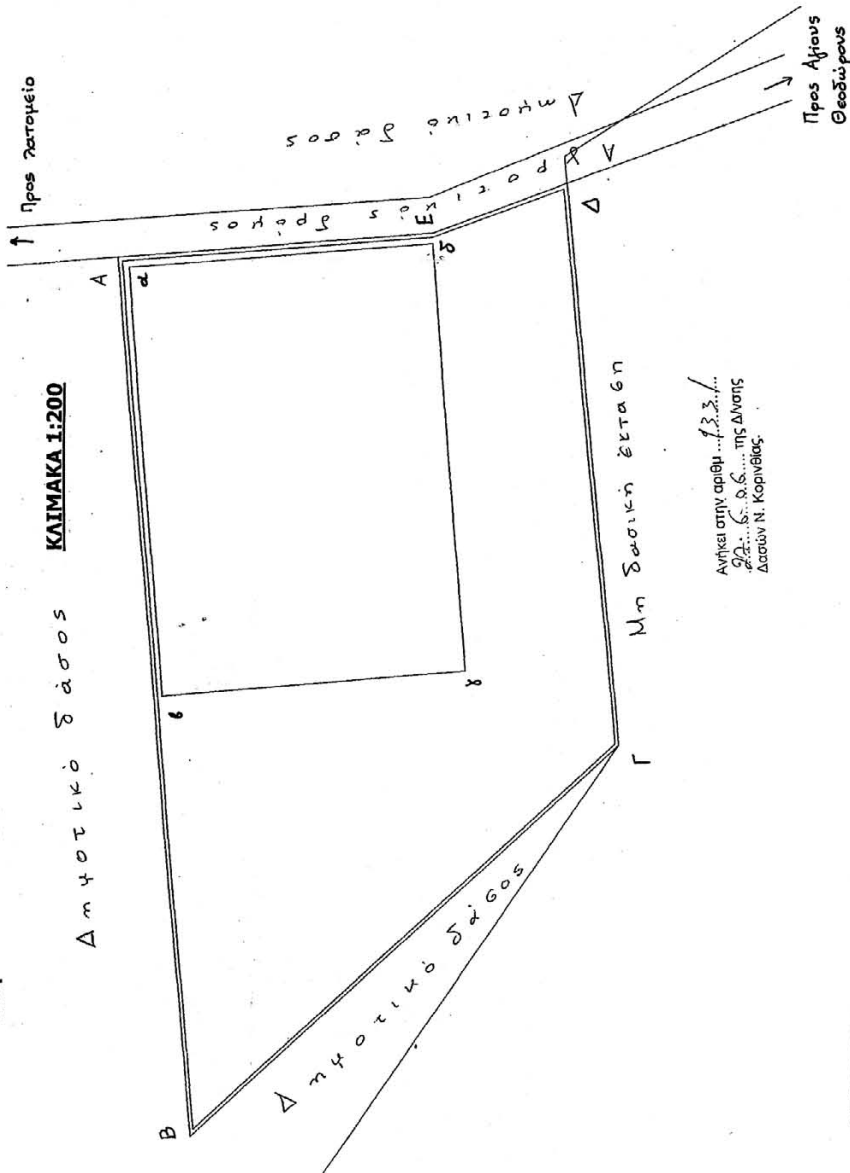 Προς λατομείο
ΚΛΙΜΑΚΑ 1:200
Δημοτικό δάσος
Δημοτικό δάσος
Αγροτικός δρόμος
Α
α
Ε
δ
Δ
Β
β
γ
Γ
Δημοτικό δάσος
Μη δασική έκταση
Προς Αγίους
Θεοδώρους
Ανήκει στην αριθμ ...133/...
22.6.06 της Δ/νσης
Δασών Ν. Κορινθίας.